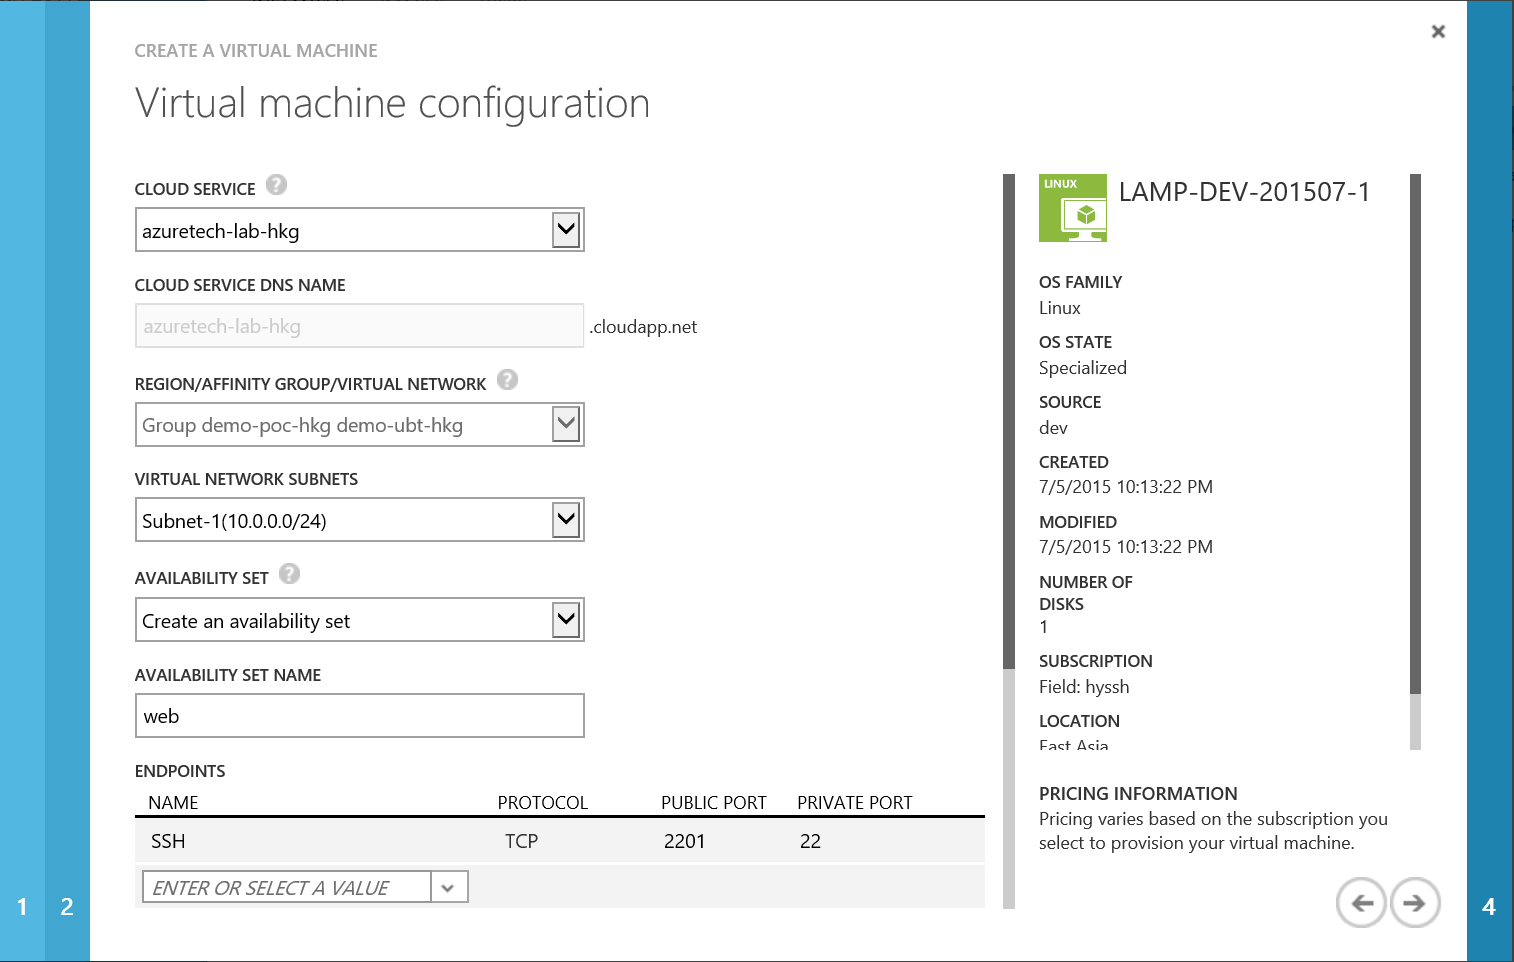 CREATE A VIRTUAL MACHINE
Virtual machine configuration
CLOUD SERVICE ?
azuretech-lab-hkg
CLOUD SERVICE DNS NAME
azuretech-lab-hkg .cloudapp.net
REGION/AFFINITY GROUP/VIRTUAL NETWORK ?
Group demo-poc-hkg demo-ubt-hkg
VIRTUAL NETWORK SUBNETS
Subnet-1(10.0.0.0/24)
AVAILABILITY SET ?
Create an availability set
AVAILABILITY SET NAME
web
ENDPOINTS
NAME PROTOCOL PUBLIC PORT PRIVATE PORT
SSH TCP 2201 22
ENTER OR SELECT A VALUE
LINUX
LAMP-DEV-201507-1
OS FAMILY
Linux
OS STATE
Specialized
SOURCE
dev
CREATED
7/5/2015 10:13:22 PM
MODIFIED
7/5/2015 10:13:22 PM
NUMBER OF
DISKS
1
SUBSCRIPTION
Field: hyssh
LOCATION
East Asia
PRICING INFORMATION
Pricing varies based on the subscription you
select to provision your virtual machine.
1 2
4